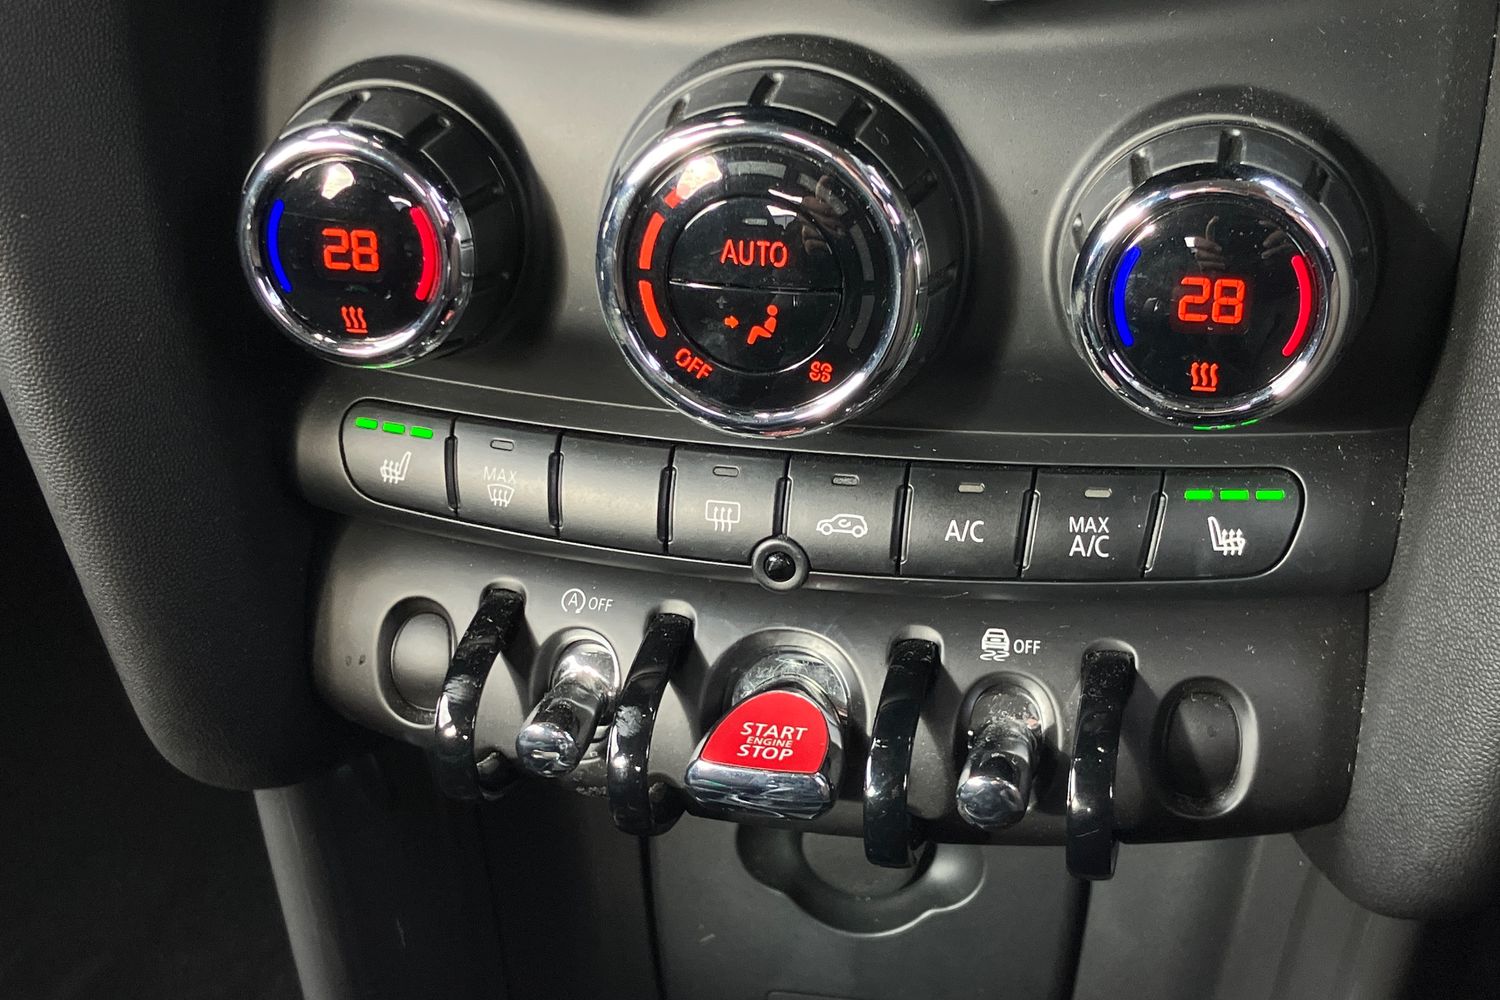 28
AUTO
28
OFF
MAX
A/C
MAX
A/C
A OFF
OFF
START
ENGINE
STOP